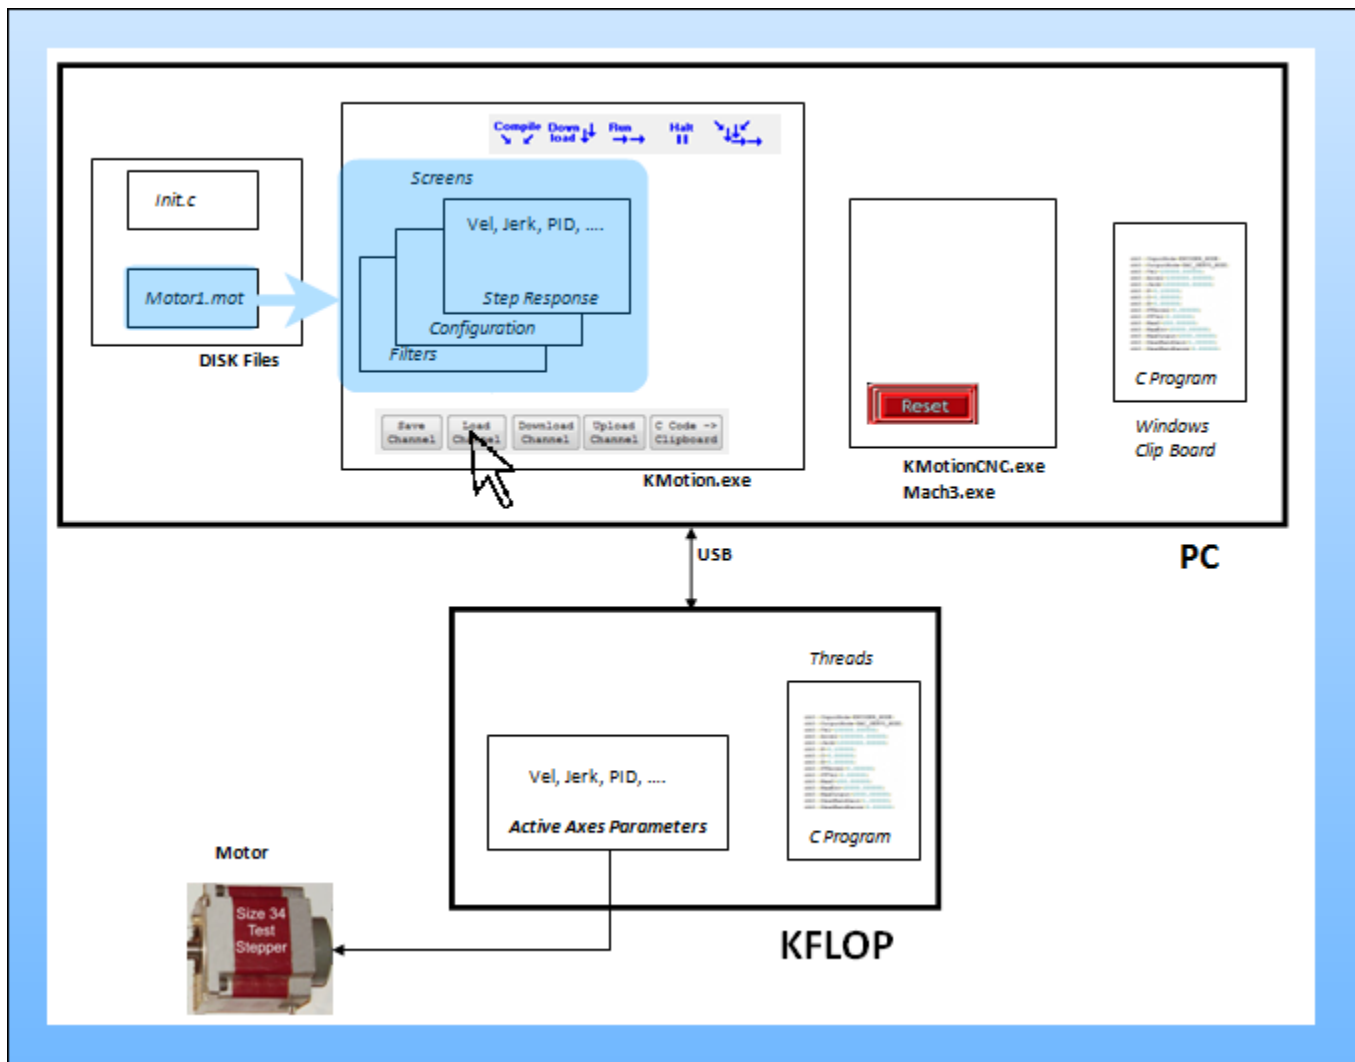 Compile Down load Run Halt
Screens
Init.c
Vel, Jerk, PID, ....
Motor1.mot
Step Response
Configuration
Filters
DISK Files
Save Channel
Load Channel
Download Channel
Upload Channel
C Code -> Clipboard
KMotion.exe
Reset
KMotionCNC.exe
Mach3.exe
C Program
Windows
Clip Board
PC
USB
Threads
Vel, Jerk, PID, ....
Active Axes Parameters
C Program
KFLOP
Motor
Size 34
Test
Stepper